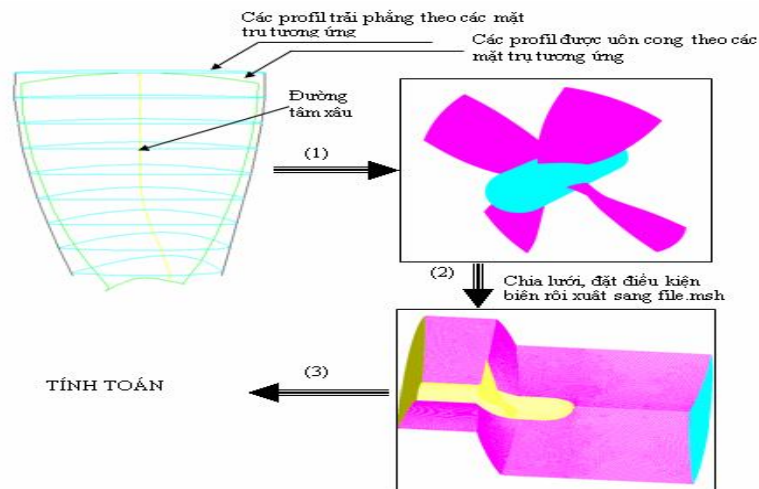 Các profil trải phẳng theo các mặt
trụ tương ứng
Các profil được uôn cong theo các
mặt trụ tương ứng
Đường
tâm xâu
(1)
(2)
Chia lưới, đặt điều kiện
biên rôi xuất sang file.msh
TÍNH TOÁN
(3)